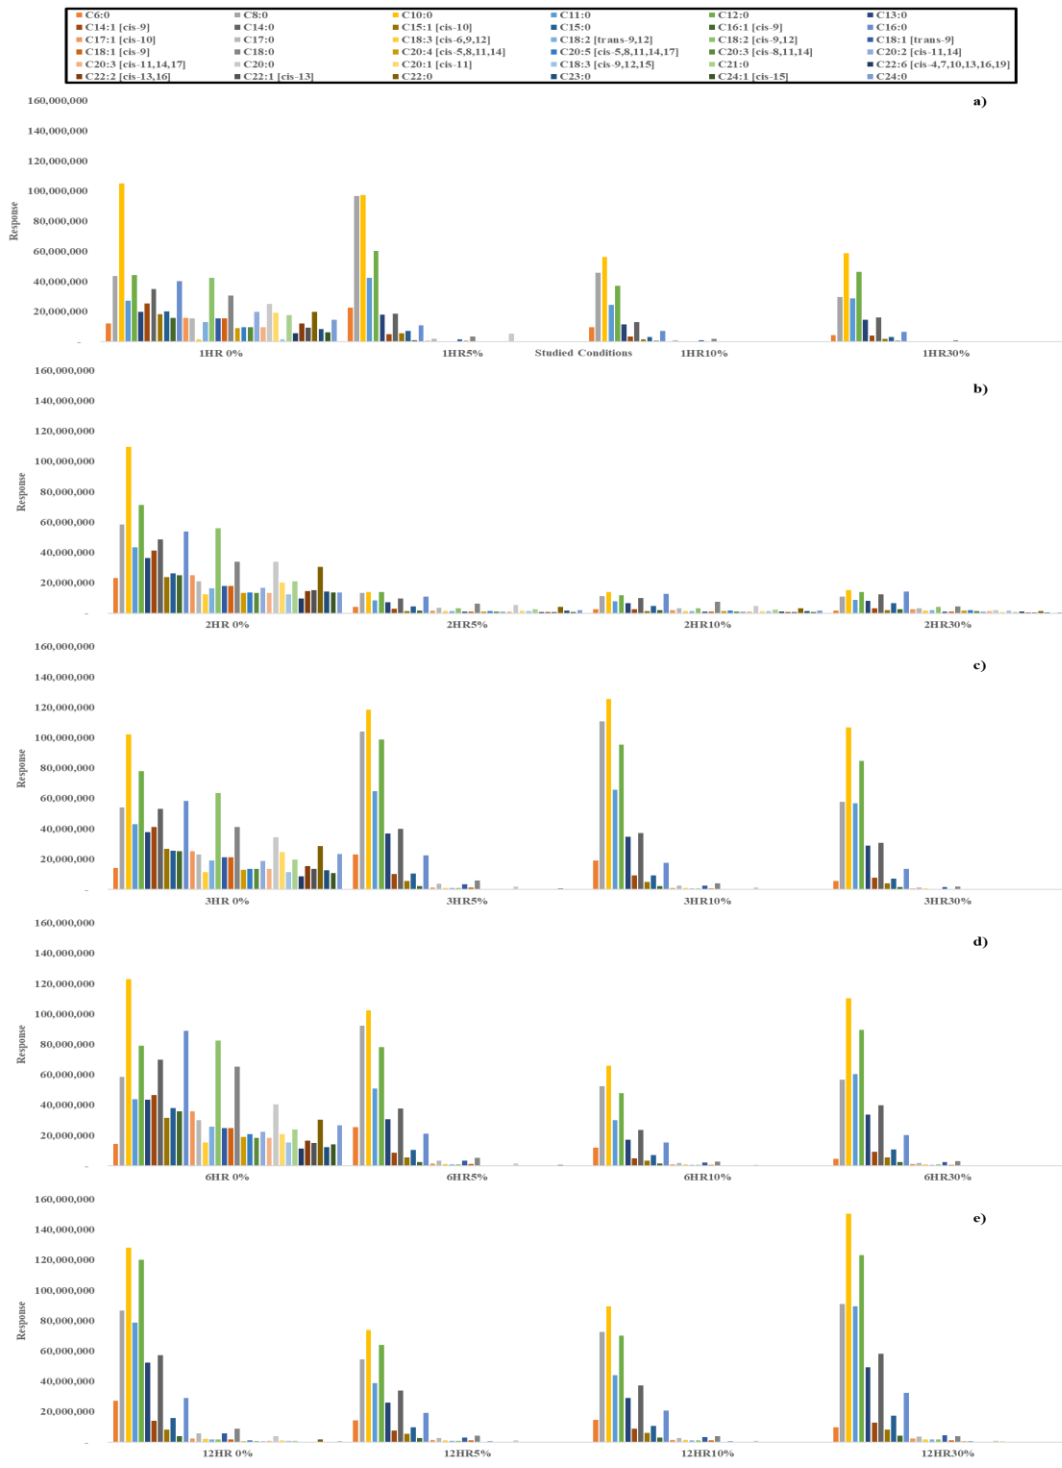 C6:0 C8:0 C10:0 C11:0 C12:0 C13:0
C14:1 [cis-9] C14:0 C15:1 [cis-10] C15:0 C16:1 [cis-9] C16:0
C17:1 [cis-10] C17:0 C18:3 [cis-6,9,12] C18:2 [trans-9,12] C18:2 [cis-9,12] C18:1 [trans-9]
C18:1 [cis-9] C18:0 C20:4 [cis-5,8,11,14] C20:5 [cis-5,8,11,14,17] C20:3 [cis-8,11,14] C20:2 [cis-11,14]
C20:3 [cis-11,14,17] C20:0 C20:1 [cis-11] C18:3 [cis-9,12,15] C21:0 C22:6 [cis-4,7,10,13,16,19]
C22:2 [cis-13,16] C22:1 [cis-13] C22:0 C23:0 C24:1 [cis-15] C24:0
a)
160,000,000
140,000,000
120,000,000
100,000,000
80,000,000
60,000,000
40,000,000
20,000,000
-
Response
1HR 0% 1HR5% Studied Conditions 1HR10% 1HR30%
b)
160,000,000
140,000,000
120,000,000
100,000,000
80,000,000
60,000,000
40,000,000
20,000,000
-
Response
2HR 0% 2HR5% 2HR10% 2HR30%
c)
160,000,000
140,000,000
120,000,000
100,000,000
80,000,000
60,000,000
40,000,000
20,000,000
-
Response
3HR 0% 3HR5% 3HR10% 3HR30%
d)
160,000,000
140,000,000
120,000,000
100,000,000
80,000,000
60,000,000
40,000,000
20,000,000
-
Response
6HR 0% 6HR5% 6HR10% 6HR30%
e)
160,000,000
140,000,000
120,000,000
100,000,000
80,000,000
60,000,000
40,000,000
20,000,000
-
Response
12HR 0% 12HR5% 12HR10% 12HR30%